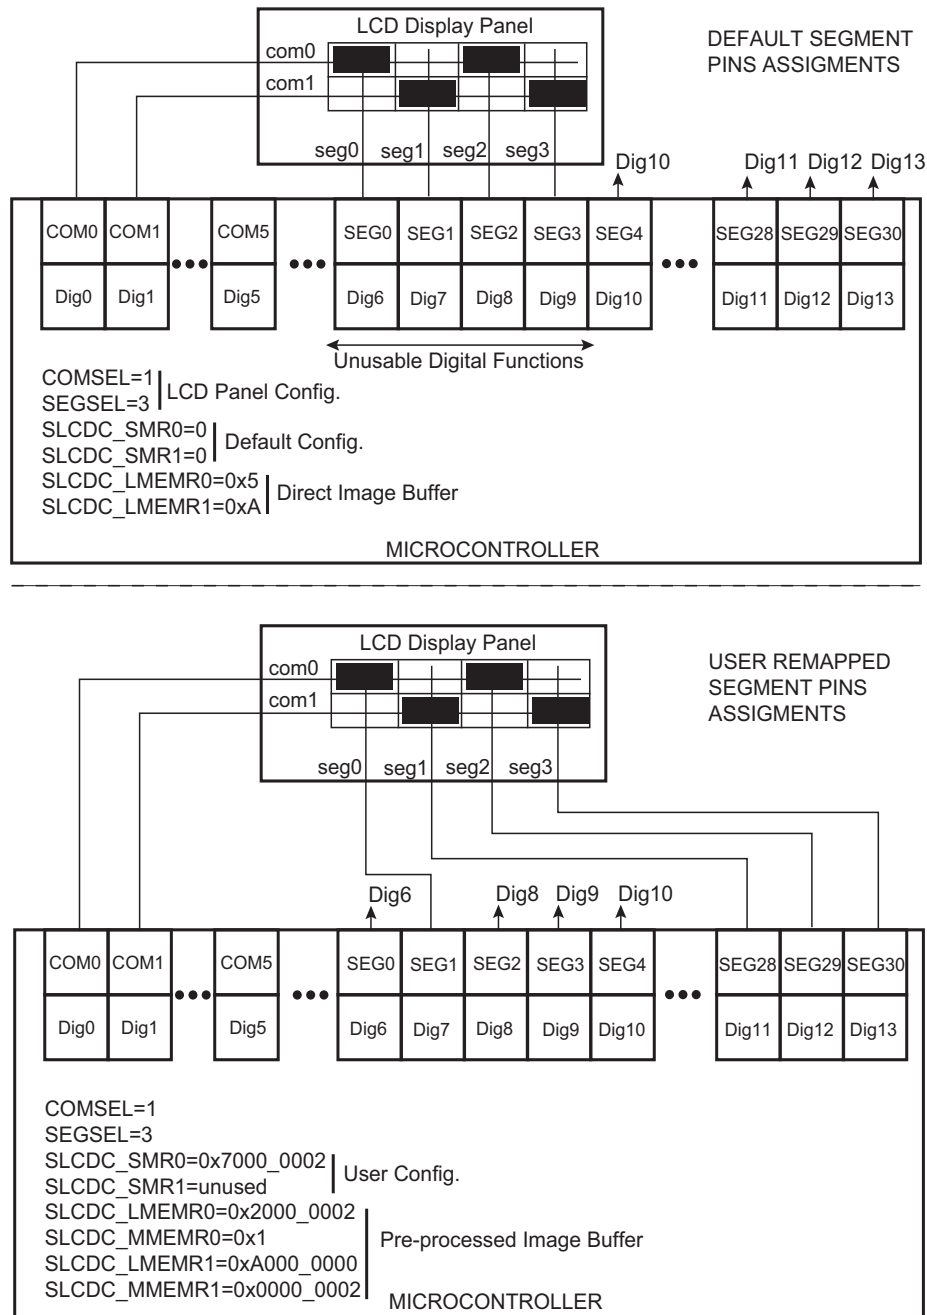 LCD Display Panel
DEFAULT SEGMENT
PINS ASSIGMENTS
com0
com1
seg0 seg1 seg2 seg3
Dig10 Dig11 Dig12 Dig13
COM0 COM1 COM5 SEG0 SEG1 SEG2 SEG3 SEG4 SEG28 SEG29 SEG30
Dig0 Dig1 Dig5 Dig6 Dig7 Dig8 Dig9 Dig10 Dig11 Dig12 Dig13
Unusable Digital Functions
COMSEL=1
SEGSEL=3
LCD Panel Config.
SLCDC_SMR0=0
SLCDC_SMR1=0
Default Config.
SLCDC_LMEMR0=0x5
SLCDC_LMEMR1=0xA
Direct Image Buffer
MICROCONTROLLER
LCD Display Panel
USER REMAPPED
SEGMENT PINS
ASSIGMENTS
com0
com1
seg0 seg1 seg2 seg3
Dig6 Dig8 Dig9 Dig10
COM0 COM1 COM5 SEG0 SEG1 SEG2 SEG3 SEG4 SEG28 SEG29 SEG30
Dig0 Dig1 Dig5 Dig6 Dig7 Dig8 Dig9 Dig10 Dig11 Dig12 Dig13
COMSEL=1
SEGSEL=3
SLCDC_SMR0=0x7000_0002
SLCDC_SMR1=unused
User Config.
SLCDC_LMEMR0=0x2000_0002
SLCDC_MMEMR0=0x1
SLCDC_LMEMR1=0xA000_0000
SLCDC_MMEMR1=0x0000_0002
Pre-processed Image Buffer
MICROCONTROLLER